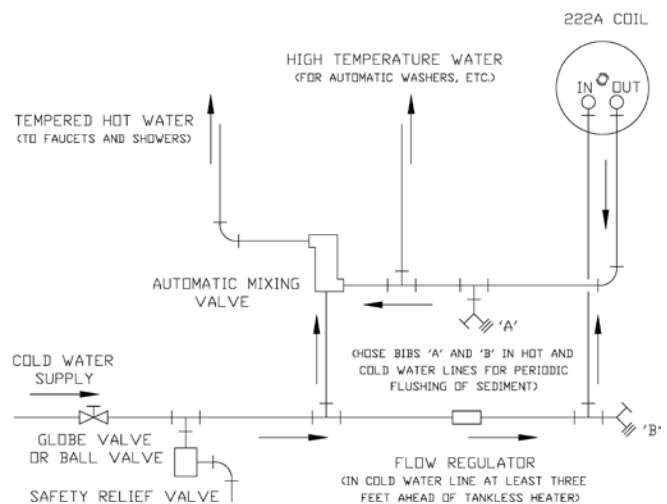 222A COIL
IN OUT
HIGH TEMPERATURE WATER
(FOR AUTOMATIC WASHERS, ETC.)
TEMPERED HOT WATER
(TO FAUCETS AND SHOWERS)
AUTOMATIC MIXING
VALVE
'A'
(HOSE BIBS 'A' AND 'B' IN HOT AND
COLD WATER LINES FOR PERIODIC
FLUSHING OF SEDIMENT)
COLD WATER
SUPPLY
GLOBE VALVE
OR BALL VALVE
SAFETY RELIEF VALVE
'B'
FLOW REGULATOR
(IN COLD WATER LINE AT LEAST THREE
FEET AHEAD OF TANKLESS HEATER)